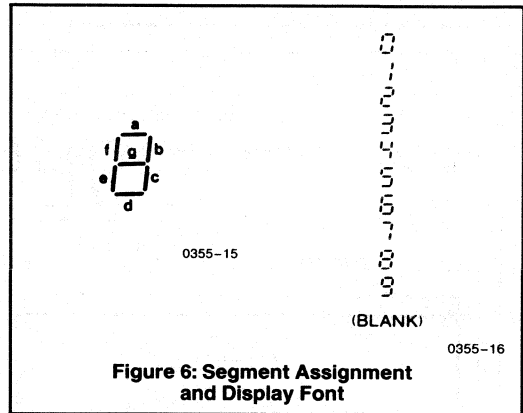 a
f g b
e c
d
0355-15
0
1
2
3
4
5
6
7
8
9
(BLANK)
0355-16
Figure 6: Segment Assignment
and Display Font